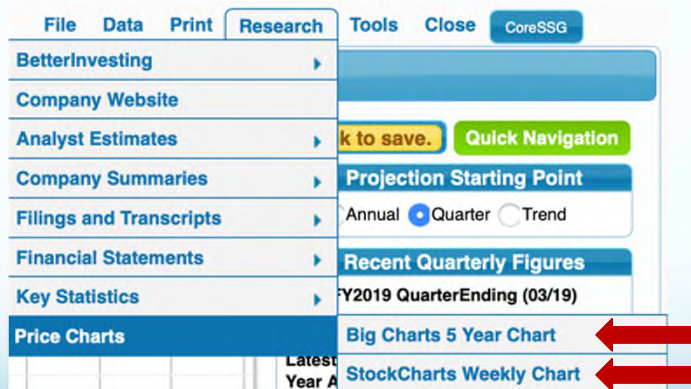 File Data Print Research Tools Close CoreSSG
BetterInvesting
Company Website
Analyst Estimates
k to save. Quick Navigation
Company Summaries
Projection Starting Point
Filings and Transcripts
Annual Quarter Trend
Financial Statements
Recent Quarterly Figures
Key Statistics
FY2019 QuarterEnding (03/19)
Price Charts
Big Charts 5 Year Chart
Latest
StockCharts Weekly Chart
Year A